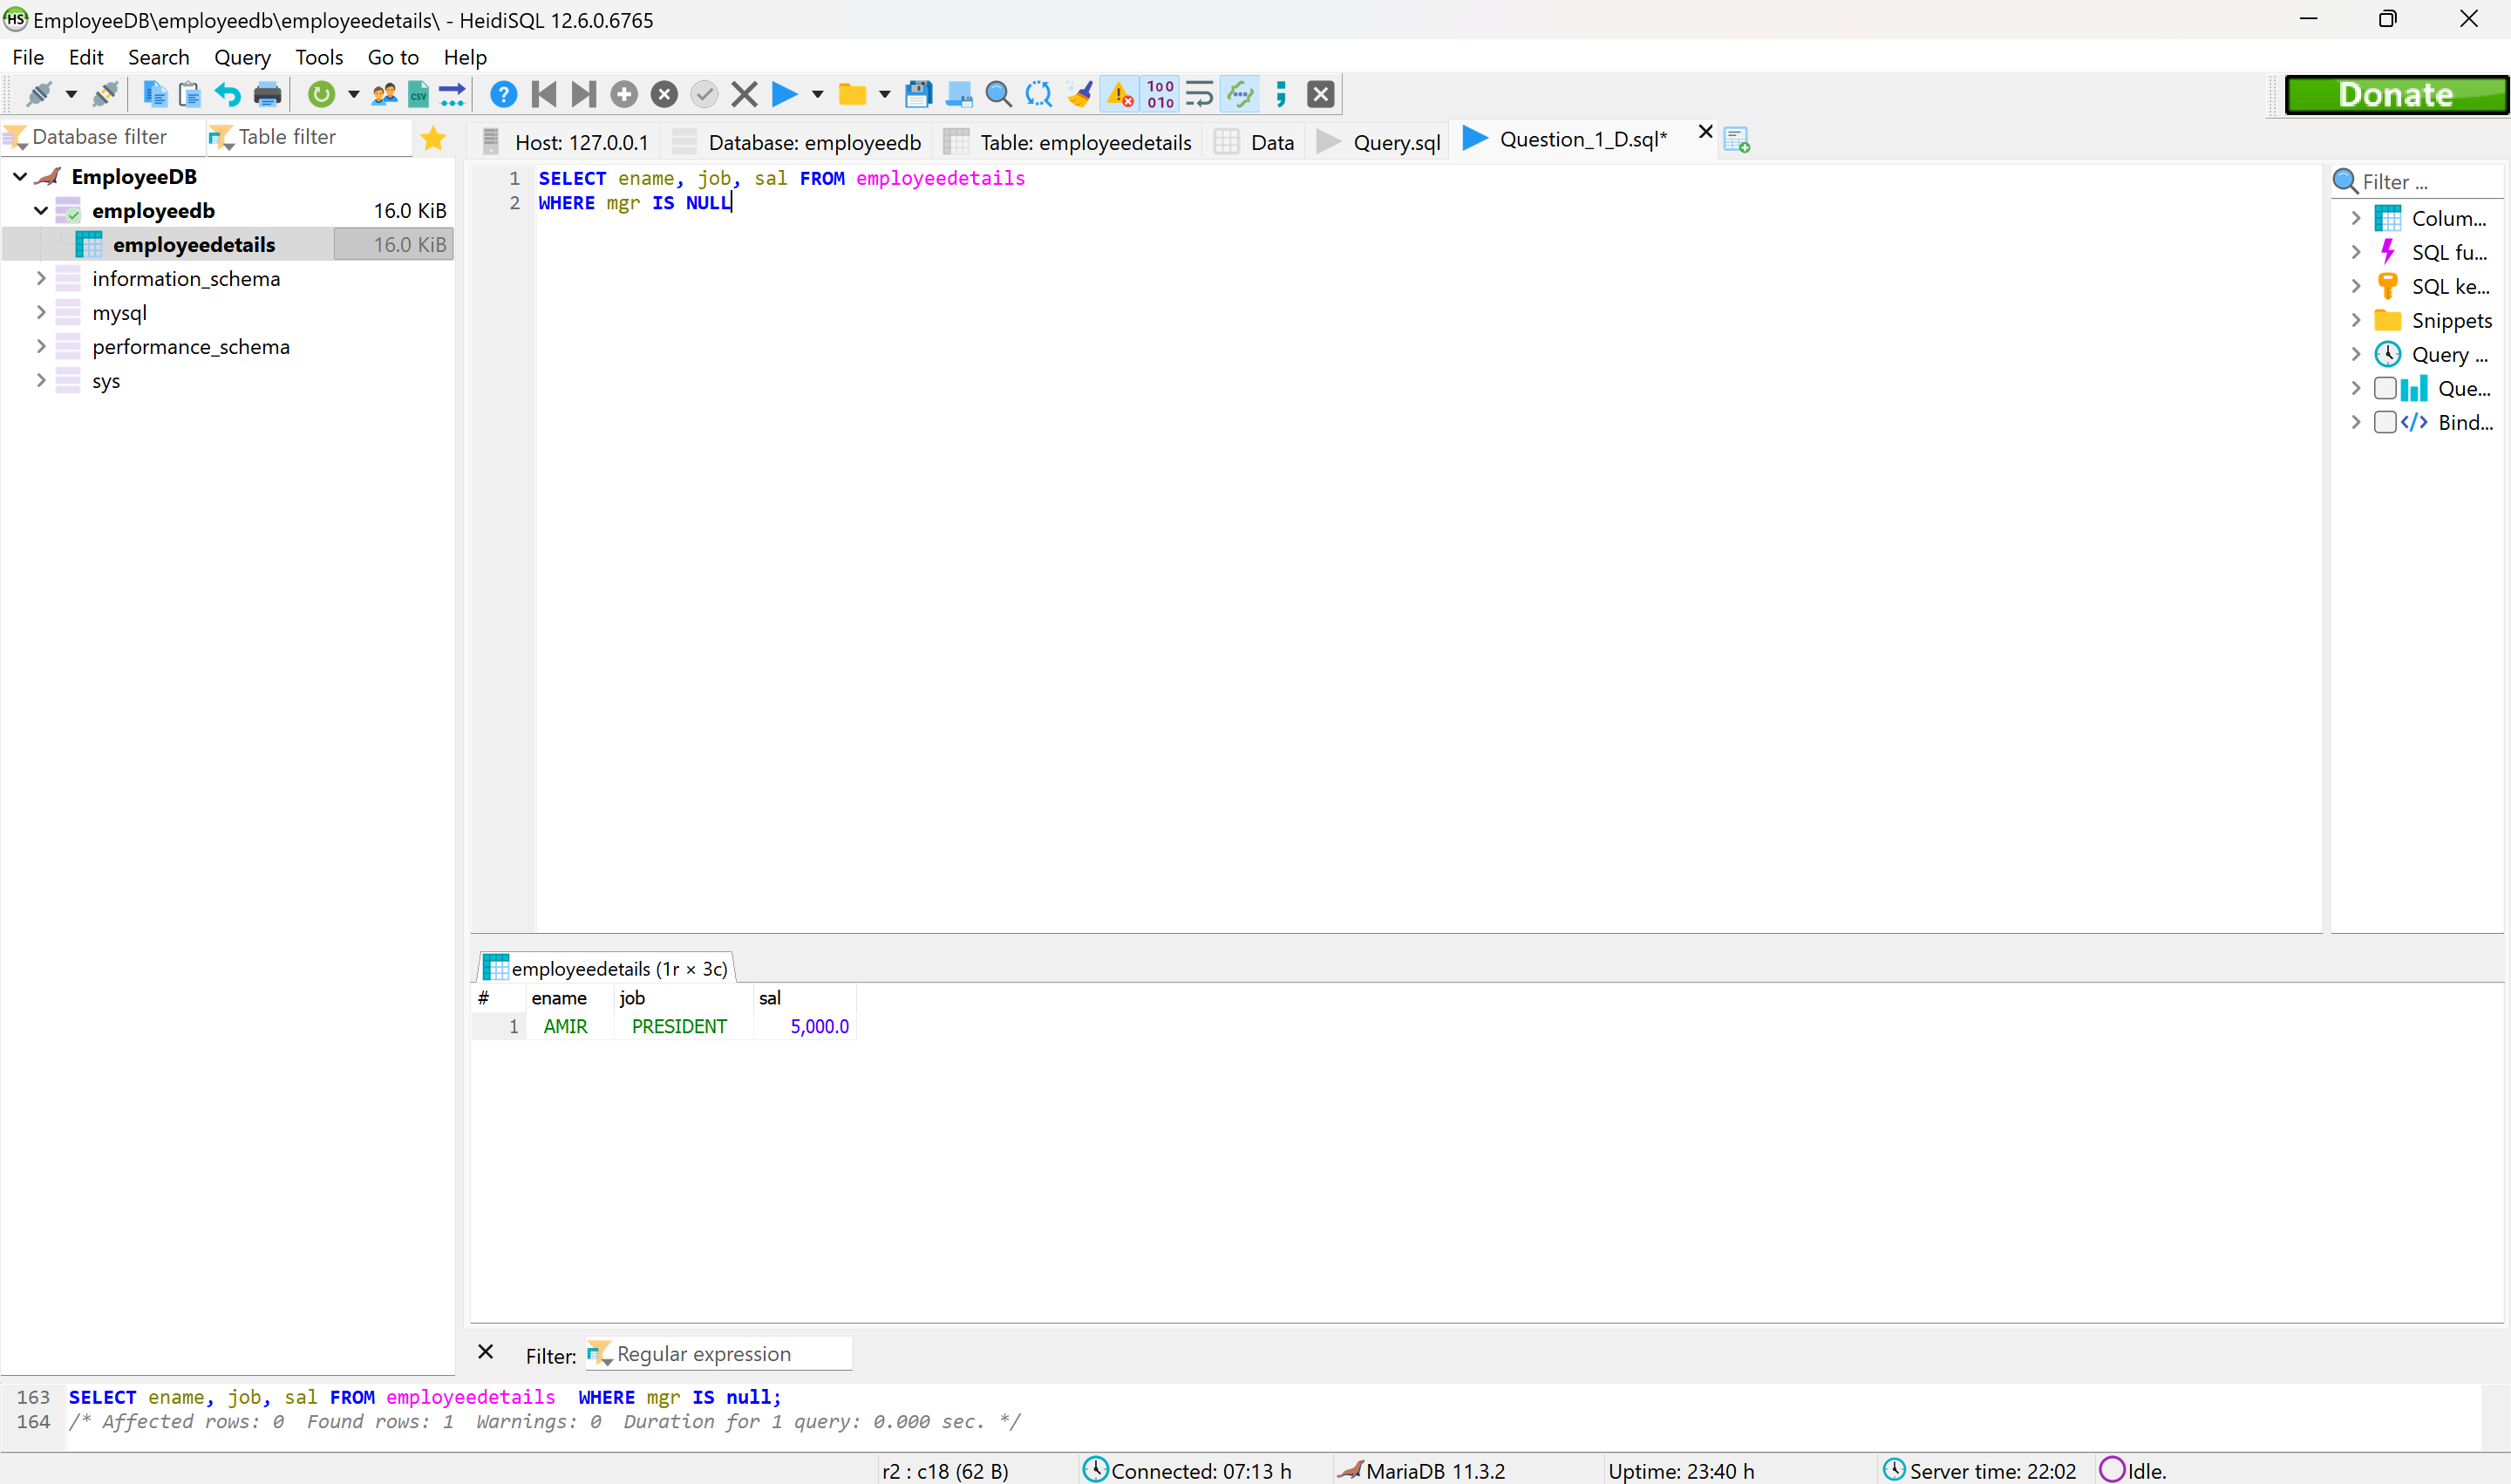 EmployeeDB\employeedb\employeedetails\ - HeidiSQL 12.6.0.6765
File Edit Search Query Tools Go to Help
Donate
Database filter Table filter
Host: 127.0.0.1 Database: employeedb Table: employeedetails Data Query.sql Question_1_D.sql*
EmployeeDB
employeedb 16.0 KiB
employeedetails 16.0 KiB
information_schema
mysql
performance_schema
sys
1 SELECT ename, job, sal FROM employeedetails
2 WHERE mgr IS NULL
Filter ...
Colum...
SQL fu...
SQL ke...
Snippets
Query ...
Que...
Bind...
employeedetails (1r × 3c)
# ename job sal
1 AMIR PRESIDENT 5,000.0
Filter: Regular expression
163 SELECT ename, job, sal FROM employeedetails WHERE mgr IS null;
164 /* Affected rows: 0 Found rows: 1 Warnings: 0 Duration for 1 query: 0.000 sec. */
r2 : c18 (62 B) Connected: 07:13 h MariaDB 11.3.2 Uptime: 23:40 h Server time: 22:02 Idle.